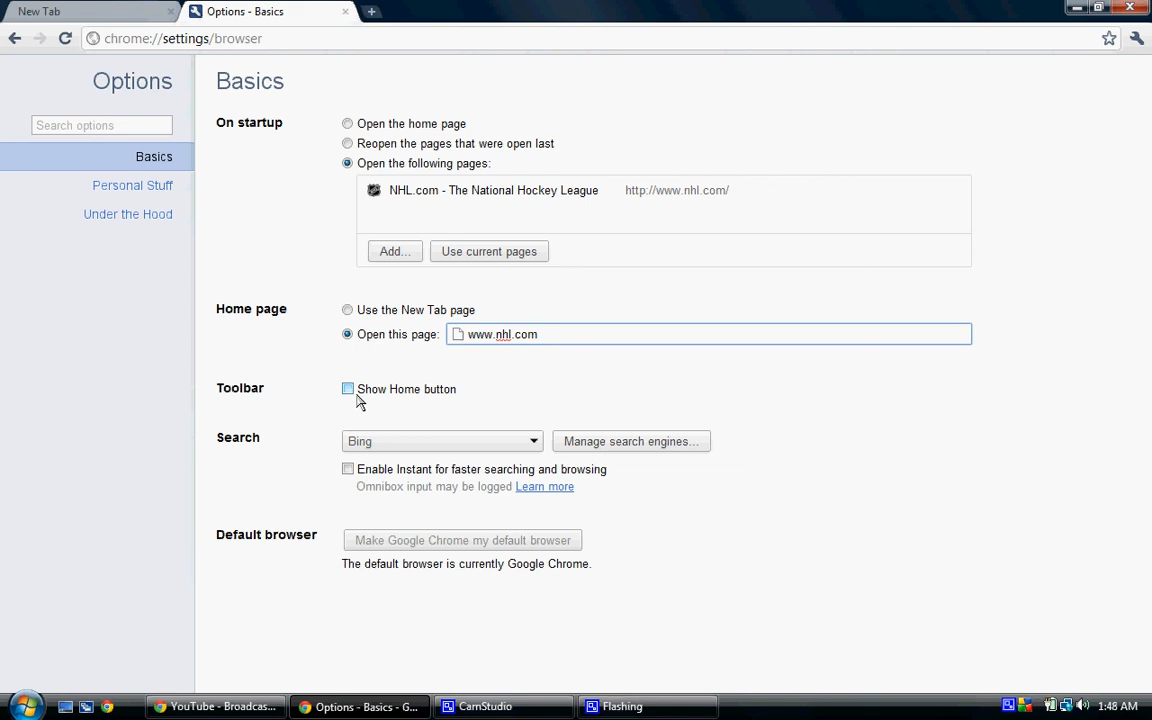 New Tab
Options - Basics
chrome://settings/browser
Options
Search options
Basics
Personal Stuff
Under the Hood
Basics
On startup
Open the home page
Reopen the pages that were open last
Open the following pages:
NHL.com - The National Hockey League http://www.nhl.com/
Add... Use current pages
Home page
Use the New Tab page
Open this page: www.nhl.com
Toolbar
Show Home button
Search
Bing Manage search engines...
Enable Instant for faster searching and browsing
Omnibox input may be logged Learn more
Default browser
Make Google Chrome my default browser
The default browser is currently Google Chrome.
YouTube - Broadcas... Options - Basics - G... CamStudio Flashing 1:48 AM